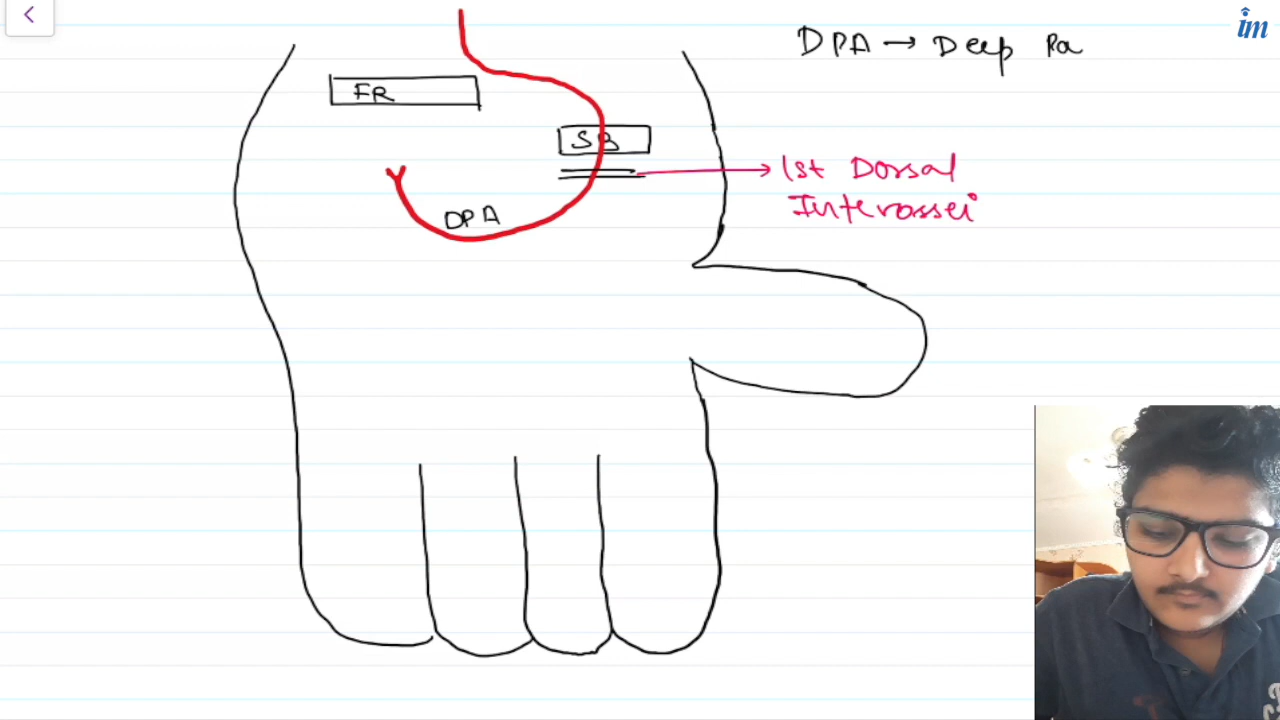 im
DPA → Deep Pa
FR
SB
1st Dorsal
Interossei
DPA